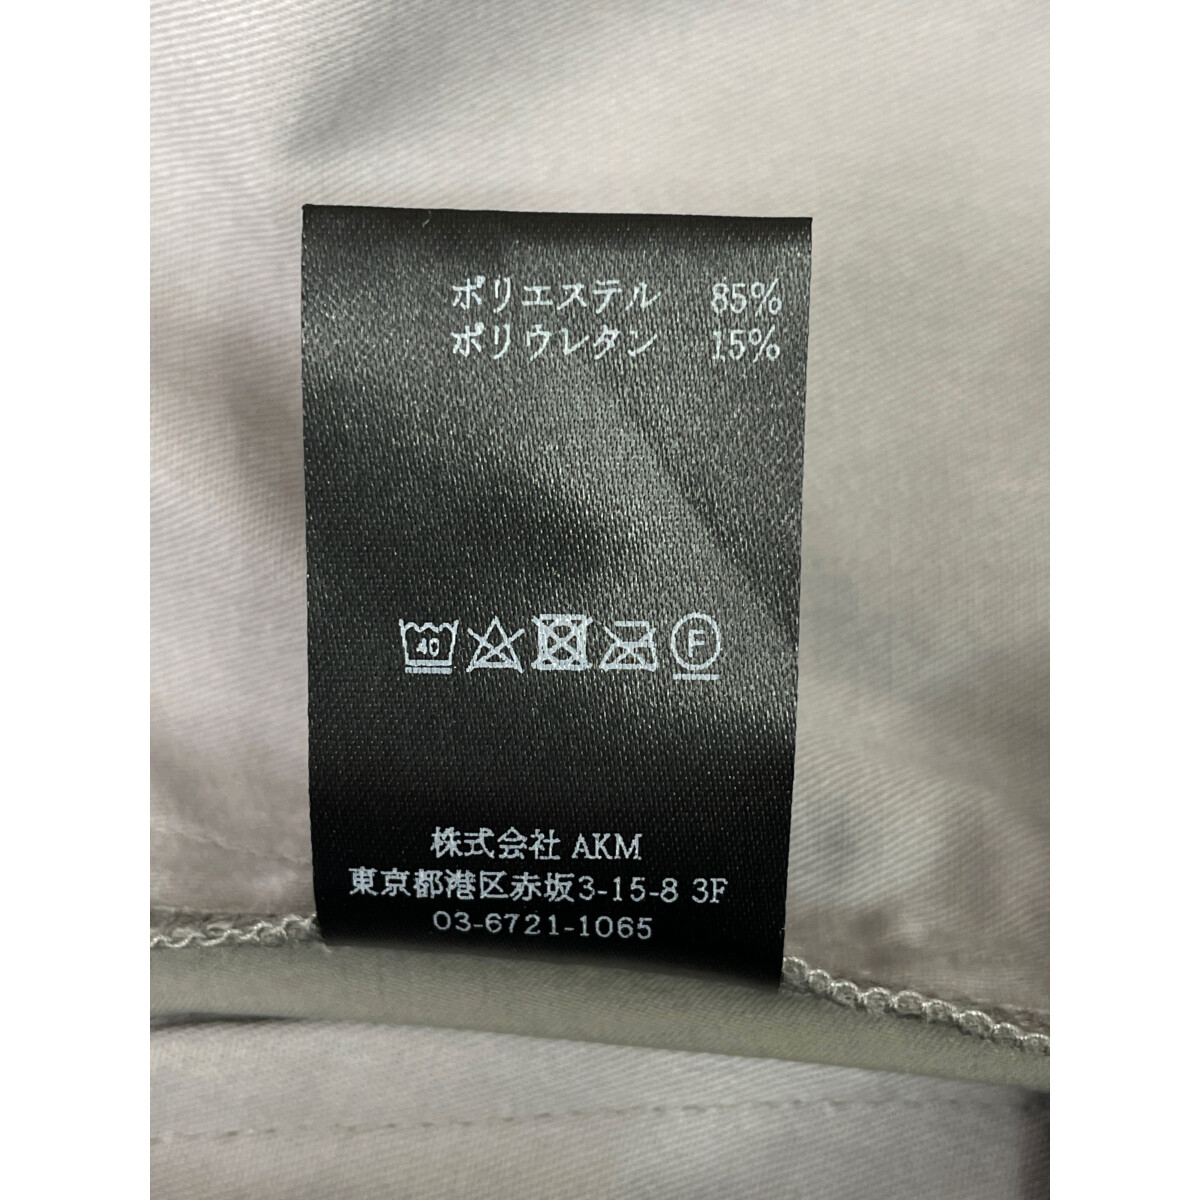 ポリエステル 85%
ポリウレタン 15%
40 F
株式会社 AKM
東京都港区赤坂3-15-8 3F
03-6721-1065